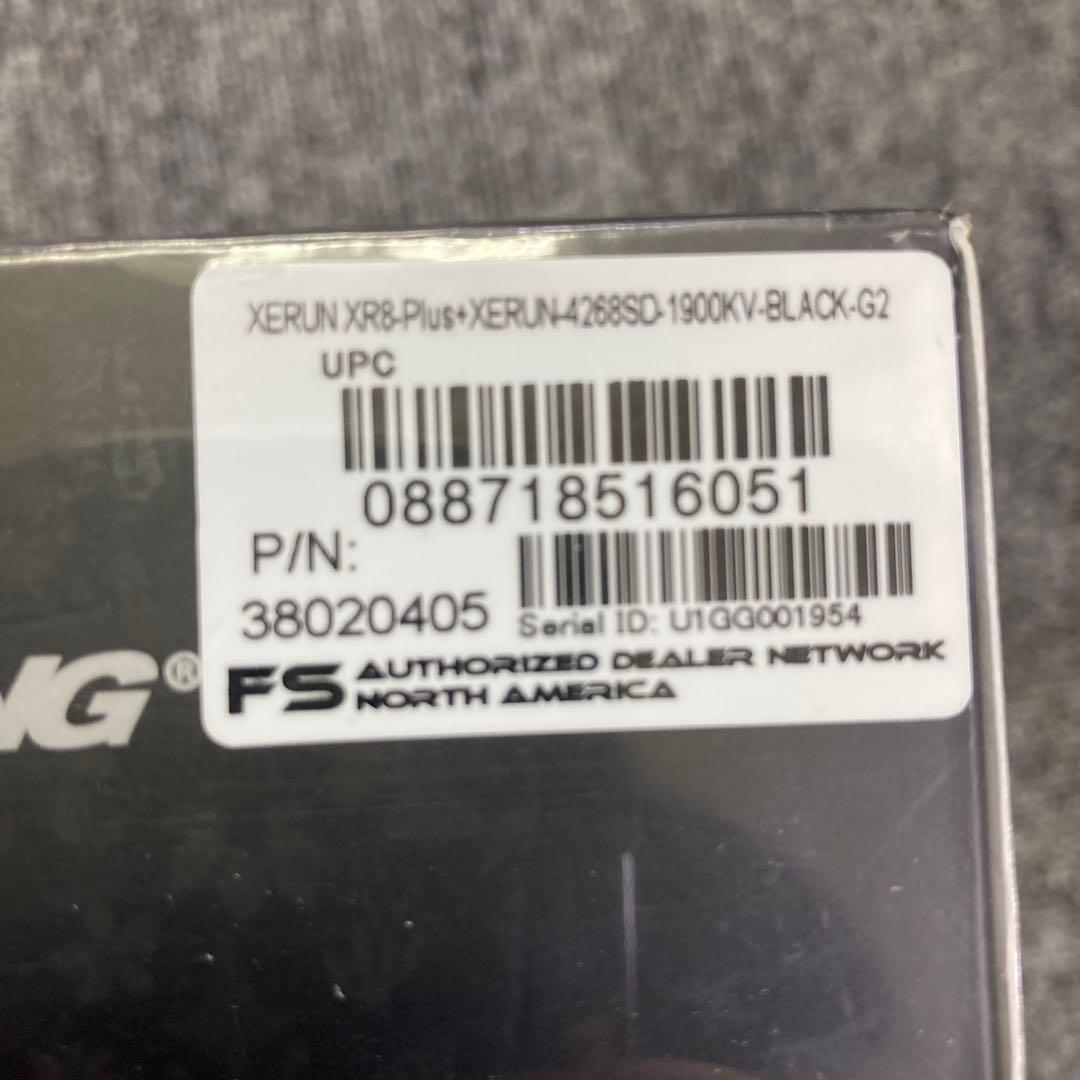 XERUN XR8-Plus+XERUN-4268SD-1900KV-BLACK-G2
UPC
088718516051
P/N:
38020405
Serial ID: U1GG001954
NG®
FS AUTHORIZED DEALER NETWORK
NORTH AMERICA